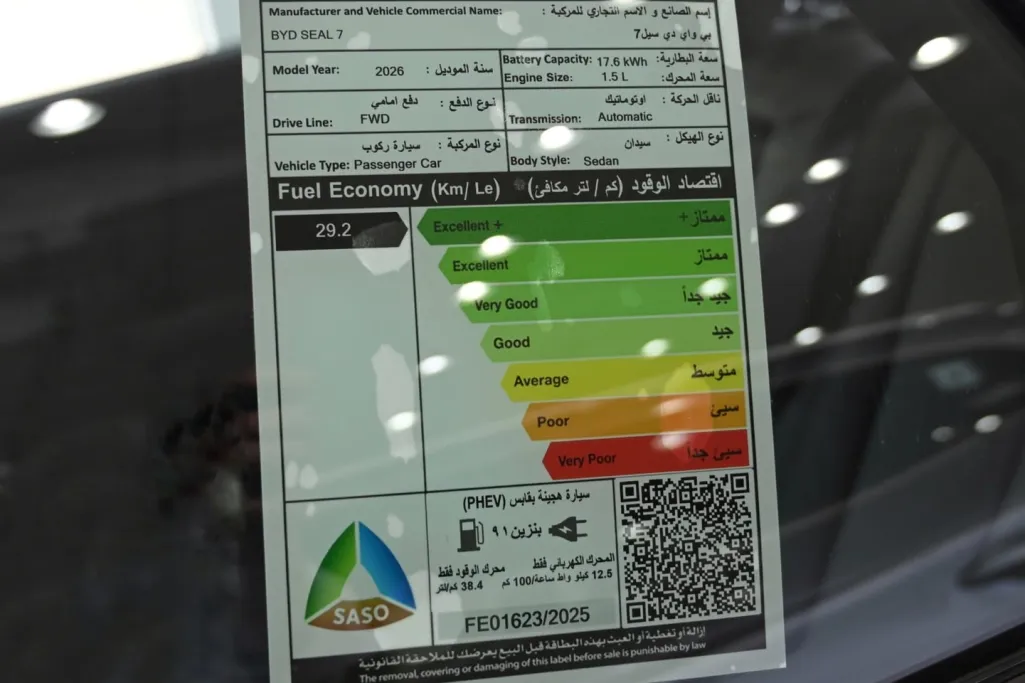 Manufacturer and Vehicle Commercial Name: إسم الصانع و الاسم التجاري للمركبة :
BYD SEAL 7 بي واي دي سيل7
Model Year: 2026 سنة الموديل :
Battery Capacity: 17.6 kWh سعة البطارية:
Engine Size: 1.5 L سعة المحرك:
Drive Line: دفع امامي نوع الدفع :
FWD
ناقل الحركة : اوتوماتيك
Transmission: Automatic
نوع المركبة : سيارة ركوب
Vehicle Type: Passenger Car
نوع الهيكل : سيدان
Body Style: Sedan
Fuel Economy (Km/ Le) اقتصاد الوقود (كم / لتر مكافئ)
29.2
Excellent + ممتاز+
Excellent ممتاز
Very Good جيد جداً
Good جيد
Average متوسط
Poor سيئ
Very Poor سيئ جداً
سيارة هجينة بقابس (PHEV)
بنزين ٩١
المحرك الكهربائي فقط
12.5 كيلو واط ساعة/100 كم
محرك الوقود فقط
38.4 كم/لتر
SASO
FE01623/2025
إزالة أو تغطية أو العبث بهذه البطاقة قبل البيع يعرضك للملاحقة القانونية
The removal, covering or damaging of this label before sale is punishable by law